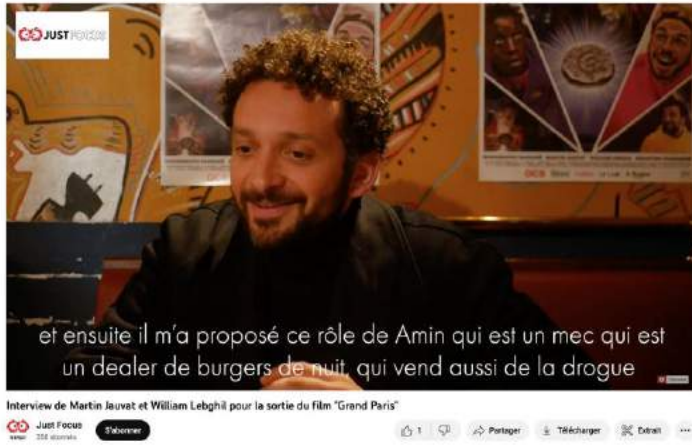 JUST FOCUS
OCS
et ensuite il m'a proposé ce rôle de Amin qui est un mec qui est
un dealer de burgers de nuit, qui vend aussi de la drogue
Interview de Martin Jauvat et William Lebghil pour la sortie du film "Grand Paris"
Just Focus
S'abonner
1
Partager
Télécharger
Extrait